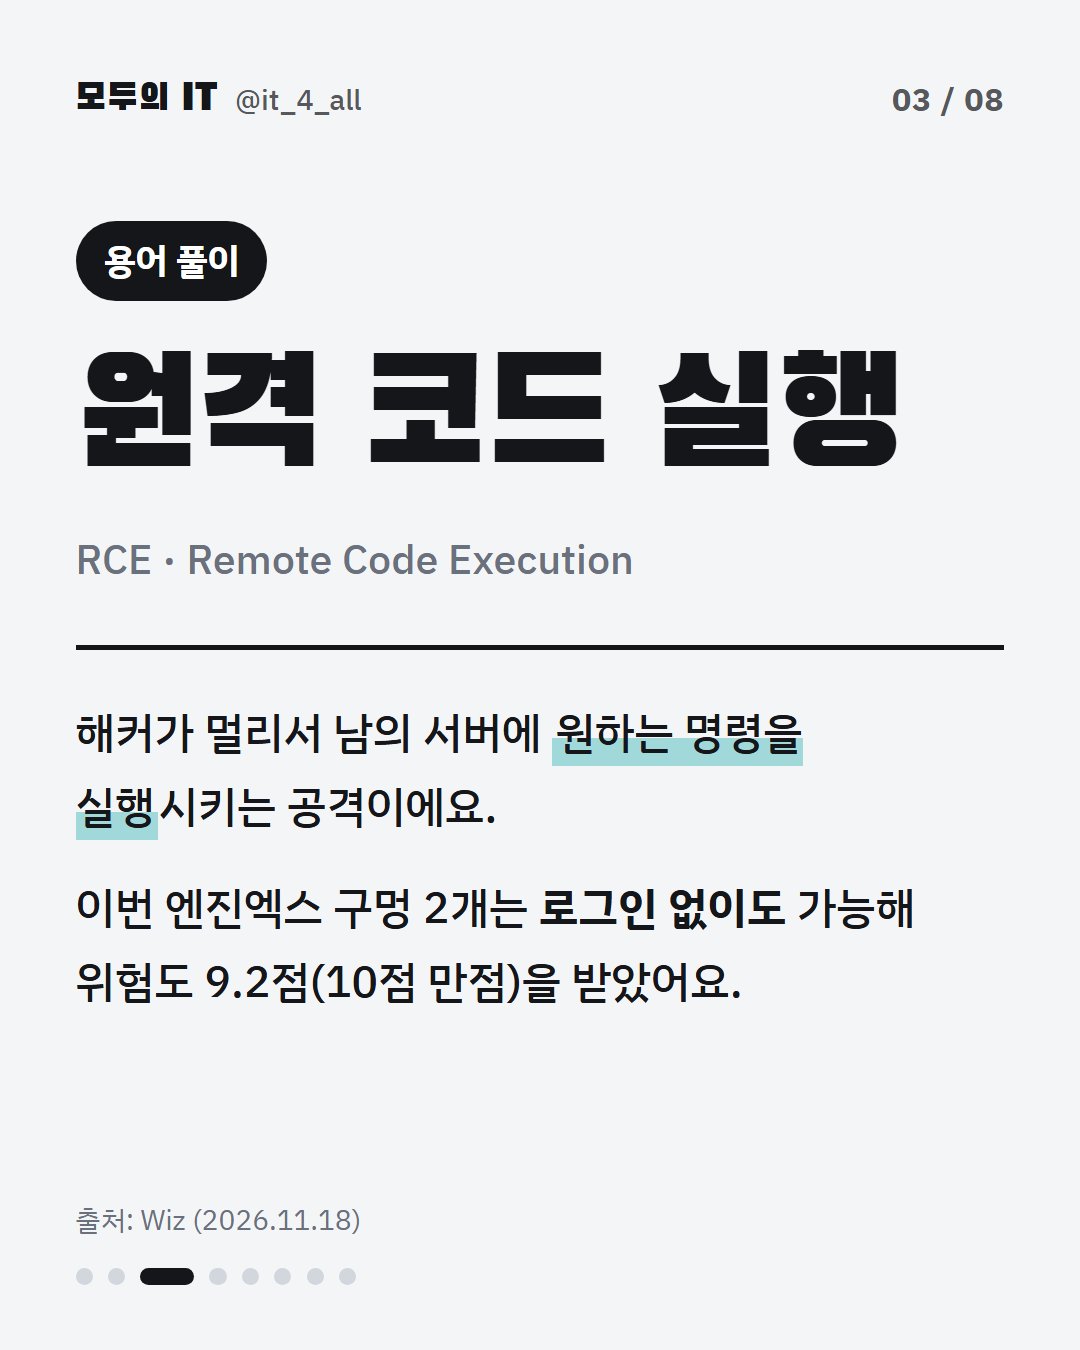 모두의 IT @it_4_all
03 / 08
용어 풀이
원격 코드 실행
RCE · Remote Code Execution
해커가 멀리서 남의 서버에 원하는 명령을
실행시키는 공격이에요.
이번 엔진엑스 구멍 2개는 로그인 없이도 가능해
위험도 9.2점(10점 만점)을 받았어요.
출처: Wiz (2026.11.18)